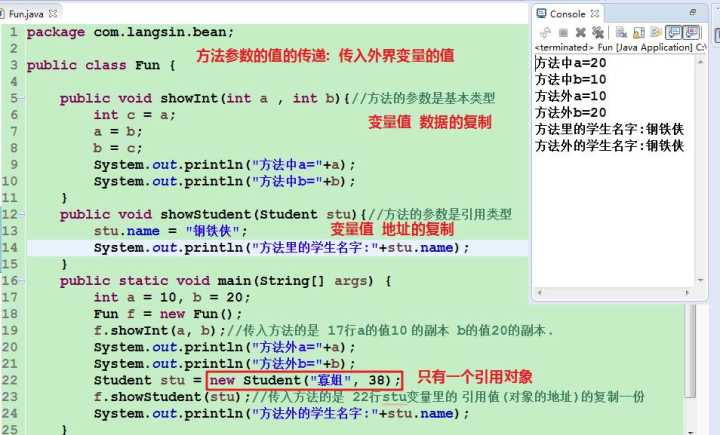 Fun.java
1 package com.langsin.bean;
2 方法参数的值的传递: 传入外界变量的值
3 public class Fun {
4
5 public void showInt(int a , int b){//方法的参数是基本类型
6 int c = a; 变量值 数据的复制
7 a = b;
8 b = c;
9 System.out.println("方法中a="+a);
10 System.out.println("方法中b="+b);
11 }
12 public void showStudent(Student stu){//方法的参数是引用类型
13 stu.name = "钢铁侠"; 变量值 地址的复制
14 System.out.println("方法里的学生名字:"+stu.name);
15 }
16 public static void main(String[] args) {
17 int a = 10, b = 20;
18 Fun f = new Fun();
19 f.showInt(a, b);//传入方法的是 17行a的值10 的副本 b的值20的副本.
20 System.out.println("方法外a="+a);
21 System.out.println("方法外b="+b);
22 Student stu = new Student("寡姐", 38); 只有一个引用对象
23 f.showStudent(stu);//传入方法的是 22行stu变量里的 引用值(对象的地址)的复制一份
24 System.out.println("方法外的学生名字:"+stu.name);
25 }
Console
<terminated> Fun [Java Application] C:\
方法中a=20
方法中b=10
方法外a=10
方法外b=20
方法里的学生名字:钢铁侠
方法外的学生名字:钢铁侠